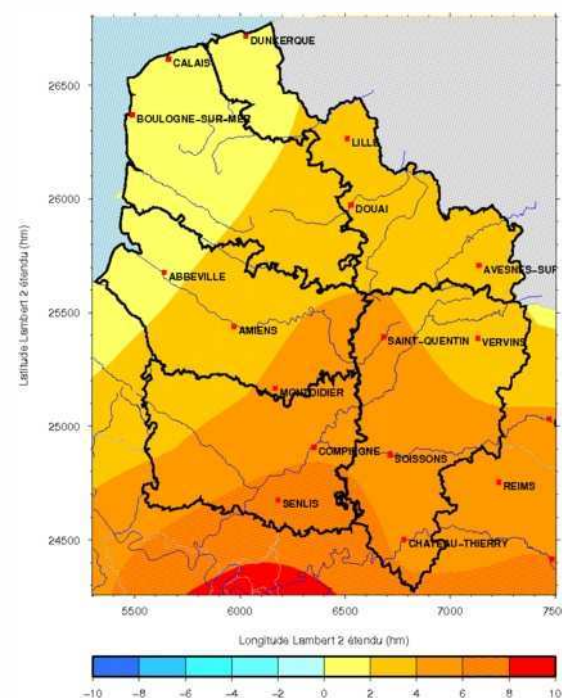 DUNKERQUE
CALAIS
26500
BOULOGNE-SUR-MER
LILLE
26000
DOUAI
AVESNES-SUR
ABBEVILLE
25500
AMIENS
SAINT-QUENTIN
VERVINS
MONTDIDIER
25000
COMPIEGNE
SOISSONS
REIMS
SENLIS
24500
CHATEAU-THIERRY
Latitude Lambert 2 étendu (hm)
5500 6000 6500 7000 750
Longitude Lambert 2 étendu (hm)
-10 -8 -6 -4 -2 0 2 4 6 8 10